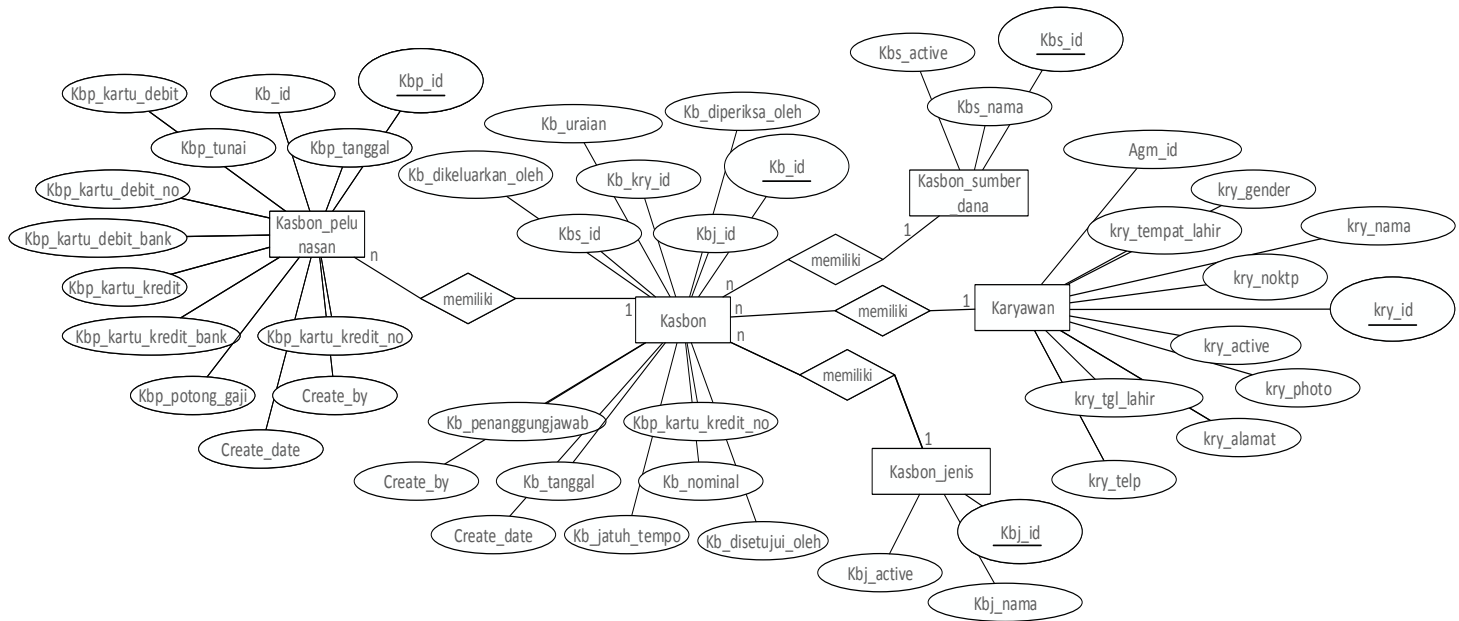 Kbs_id
Kbs_active
Kbp_id
Kbp_kartu_debit
Kb_id
Kbs_nama
Kb_diperiksa_oleh
Kb_uraian
Kbp_tunai
Kbp_tanggal
Agm_id
Kb_id
Kb_dikeluarkan_oleh
Kb_kry_id
Kbp_kartu_debit_no
kry_gender
Kasbon_sumber
_dana
Kasbon_pelu
nasan
kry_nama
kry_tempat_lahir
Kbs_id
Kbj_id
1
Kbp_kartu_debit_bank
n
memiliki
kry_noktp
Kbp_kartu_kredit
n
memiliki
1
Kasbon
n
memiliki
1
Karyawan
kry_id
n
Kbp_kartu_kredit_bank
Kbp_kartu_kredit_no
kry_active
memiliki
kry_photo
Kbp_potong_gaji
Create_by
kry_tgl_lahir
Kb_penanggungjawab
Kbp_kartu_kredit_no
1
kry_alamat
Create_date
Kasbon_jenis
kry_telp
Create_by
Kb_tanggal
Kb_nominal
Create_date
Kb_jatuh_tempo
Kb_disetujui_oleh
Kbj_id
Kbj_active
Kbj_nama